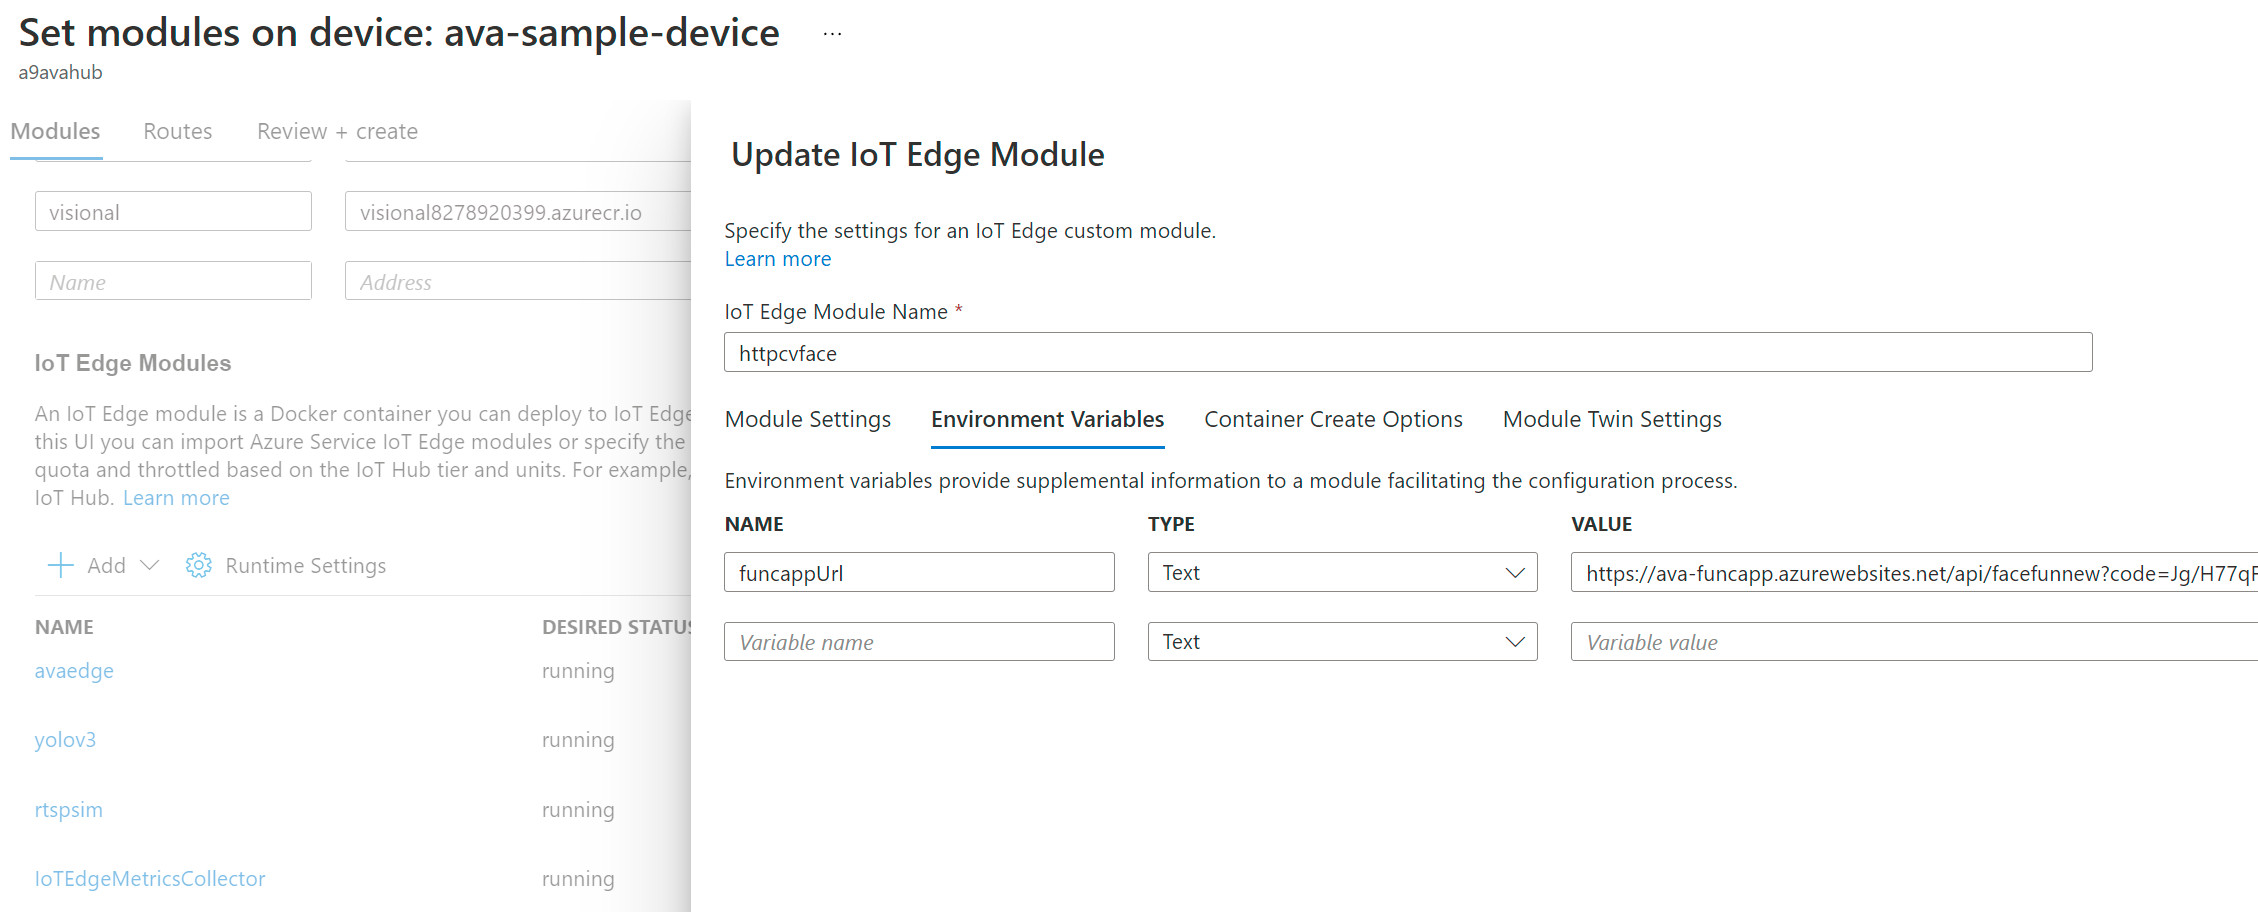 Set modules on device: ava-sample-device ...
a9avahub
Modules Routes Review + create
visional visional8278920399.azurecr.io
Name Address
IoT Edge Modules
An IoT Edge module is a Docker container you can deploy to IoT Edge
this UI you can import Azure Service IoT Edge modules or specify the
quota and throttled based on the IoT Hub tier and units. For example,
IoT Hub. Learn more
Add Runtime Settings
NAME DESIRED STATUS
avaedge running
yolov3 running
rtspsim running
IoTEdgeMetricsCollector running
Update IoT Edge Module
Specify the settings for an IoT Edge custom module.
Learn more
IoT Edge Module Name *
httpcvface
Module Settings Environment Variables Container Create Options Module Twin Settings
Environment variables provide supplemental information to a module facilitating the configuration process.
NAME TYPE VALUE
funcappUrl Text https://ava-funcapp.azurewebsites.net/api/facefunnew?code=Jg/H77qF
Variable name Text Variable value